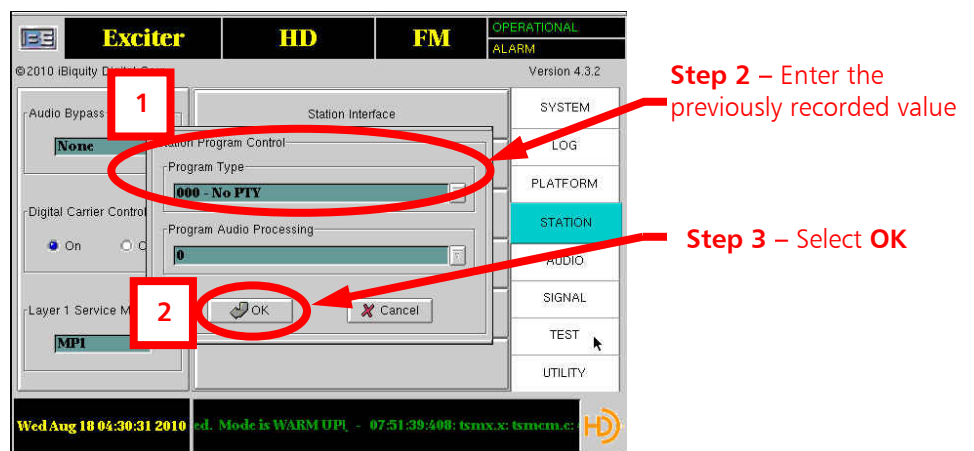 Exciter HD FM
OPERATIONAL
ALARM
©2010 iBiquity Digital
Version 4.3.2
Step 2 – Enter the
previously recorded value
Audio Bypass
1
Station Interface
SYSTEM
None
Station Program Control
LOG
Program Type
PLATFORM
000 - No PTY
Digital Carrier Control
STATION
Program Audio Processing
On
Step 3 – Select OK
0
AUDIO
SIGNAL
Layer 1 Service M
2
OK
Cancel
TEST
MP1
UTILITY
Wed Aug 18 04:30:31 2010
ed. Mode is WARM UP! - 07:51:39:408: tsmx.x: tsmem.c:
HD